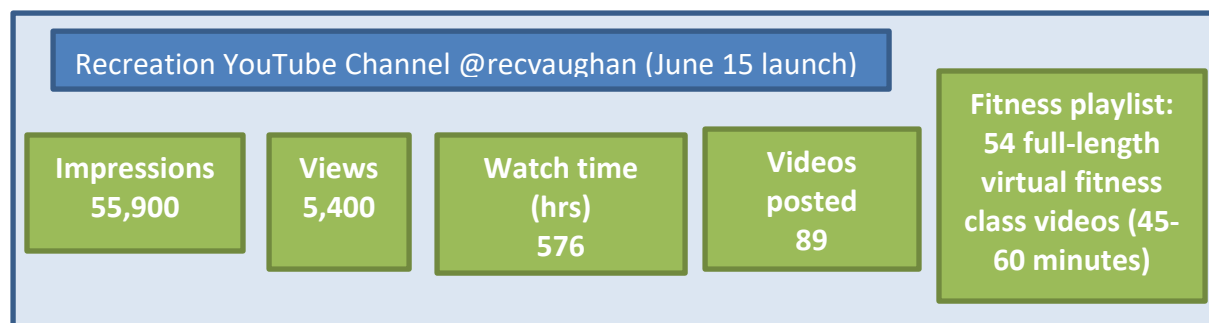 Recreation YouTube Channel @recvaughan (June 15 launch)
Impressions
55,900
Views
5,400
Watch time
(hrs)
576
Videos
posted
89
Fitness playlist:
54 full-length
virtual fitness
class videos (45-
60 minutes)